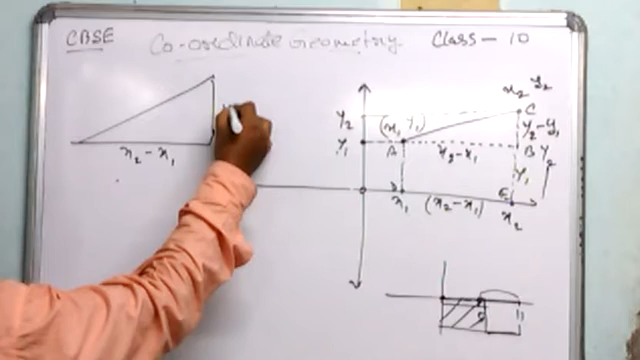 CBSE
Co-ordinate Geometry
Class - 10
x₂ - x₁
x₂ y₂
C
y₂
(x₁ y₁)
y₂ - y₁
y₁
A
x₂ - x₁
B
y₂
y₁
D
E
x₁
(x₂ - x₁)
x₂